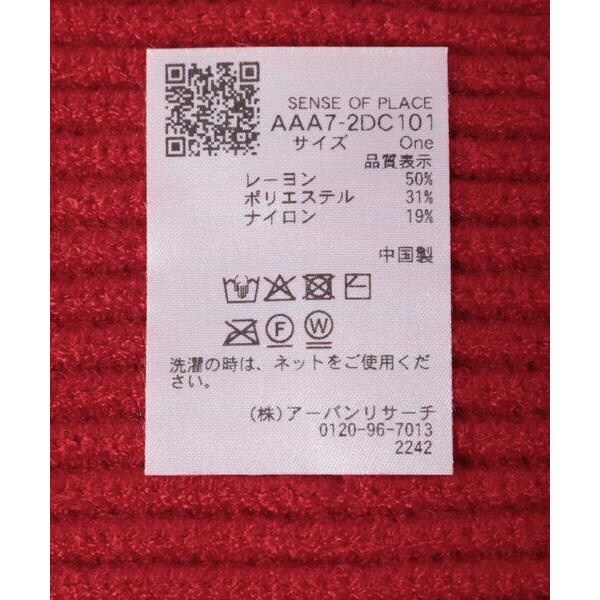 SENSE OF PLACE
AAA7-2DC101
サイズ One
品質表示
レーヨン 50%
ポリエステル 31%
ナイロン 19%
中国製
F W
洗濯の時は、ネットをご使用くだ
さい。
(株)アーバンリサーチ
0120-96-7013
2242